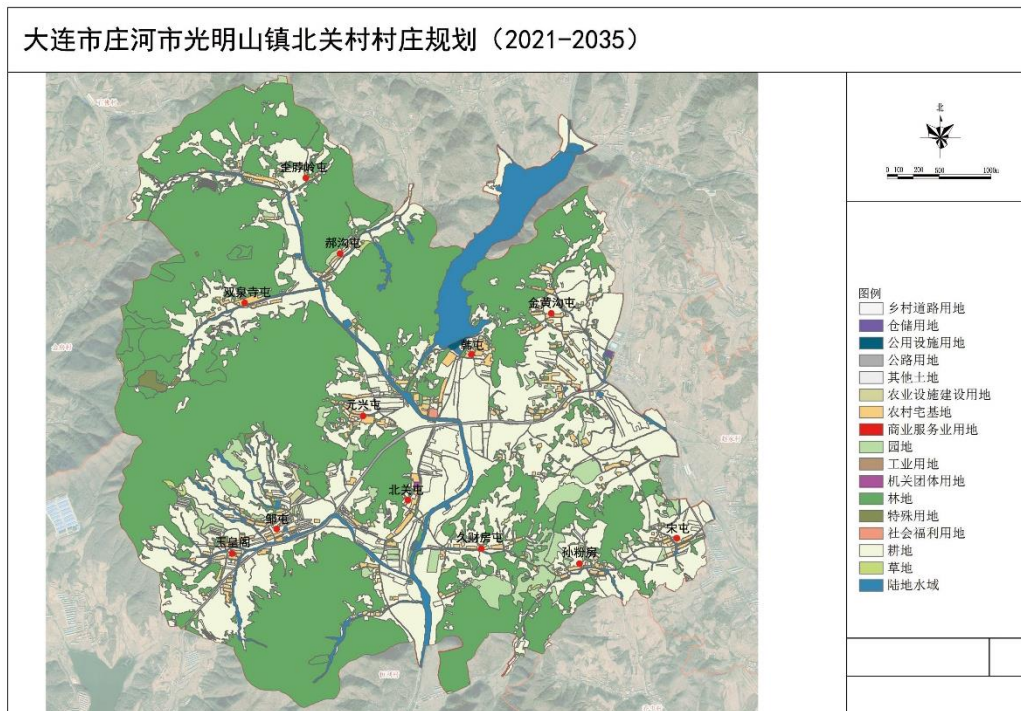 大连市庄河市光明山镇北关村村庄规划（2021-2035）
北
0 100 200 500 1000m
郝沟屯
双泉寺屯
金黄沟屯
韩屯
元兴屯
北关屯
邹屯
玉皇阁
久财房屯
孙粉房
宋屯
图例
乡村道路用地
仓储用地
公用设施用地
公路用地
其他土地
农业设施建设用地
农村宅基地
商业服务业用地
园地
工业用地
机关团体用地
林地
特殊用地
社会福利用地
耕地
草地
陆地水域